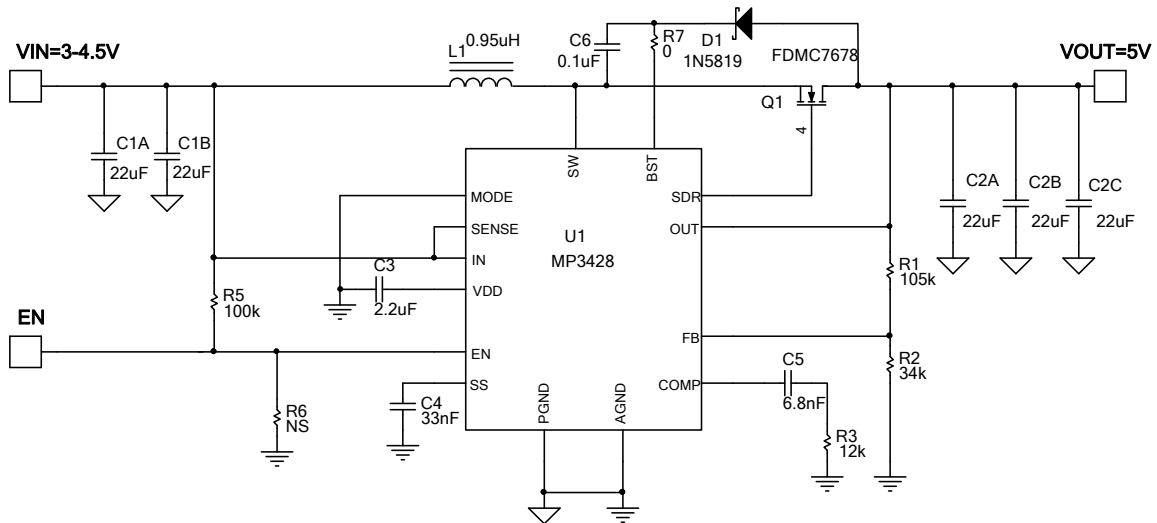 VIN=3-4.5V
L1
0.95uH
C6
0.1uF
R7
0
D1
1N5819
FDMC7678
VOUT=5V
Q1
4
C1A
22uF
C1B
22uF
SW
BST
MODE
SENSE
IN
VDD
EN
SS
SDR
OUT
FB
COMP
PGND
AGND
U1
MP3428
C3
2.2uF
C2A
22uF
C2B
22uF
C2C
22uF
R1
105k
R5
100k
EN
R2
34k
C4
33nF
C5
6.8nF
R6
NS
R3
12k